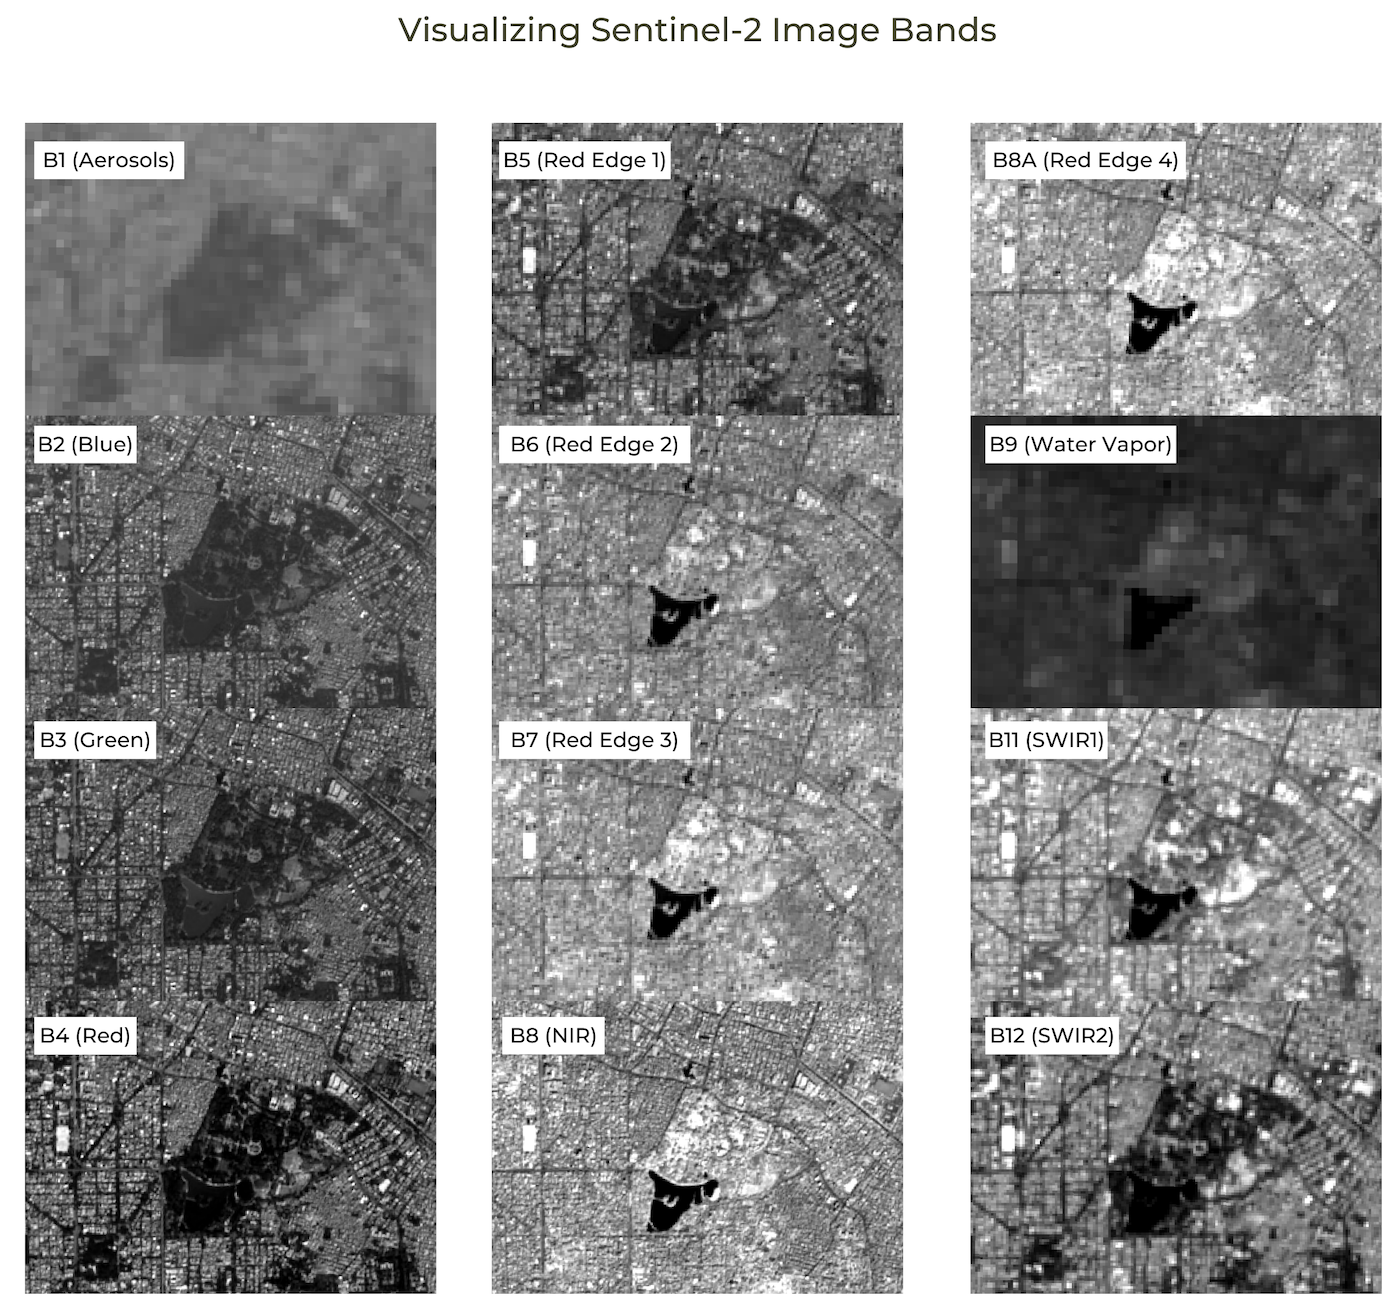 Visualizing Sentinel-2 Image Bands
B1 (Aerosols)
B2 (Blue)
B3 (Green)
B4 (Red)
B5 (Red Edge 1)
B6 (Red Edge 2)
B7 (Red Edge 3)
B8 (NIR)
B8A (Red Edge 4)
B9 (Water Vapor)
B11 (SWIR1)
B12 (SWIR2)